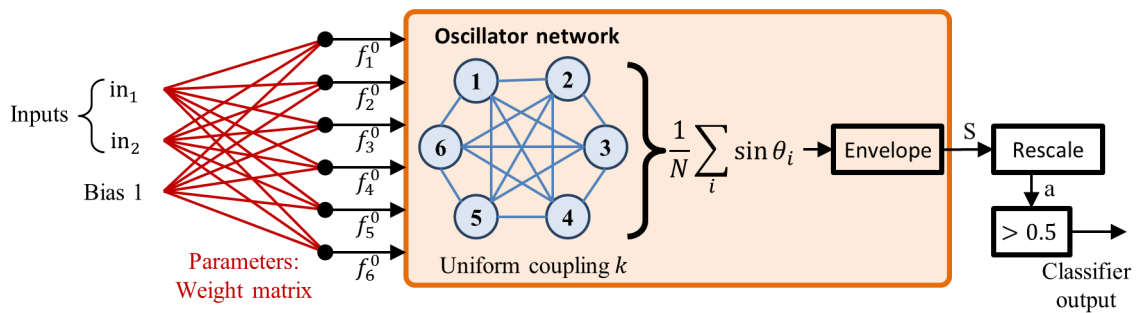 Oscillator network
Inputs
in₁
in₂
Bias 1
Parameters:
Weight matrix
f₁⁰
f₂⁰
f₃⁰
f₄⁰
f₅⁰
f₆⁰
1
2
3
4
5
6
Uniform coupling k
1/N ∑ᵢ sin θᵢ
Envelope
S
Rescale
a
> 0.5
Classifier
output